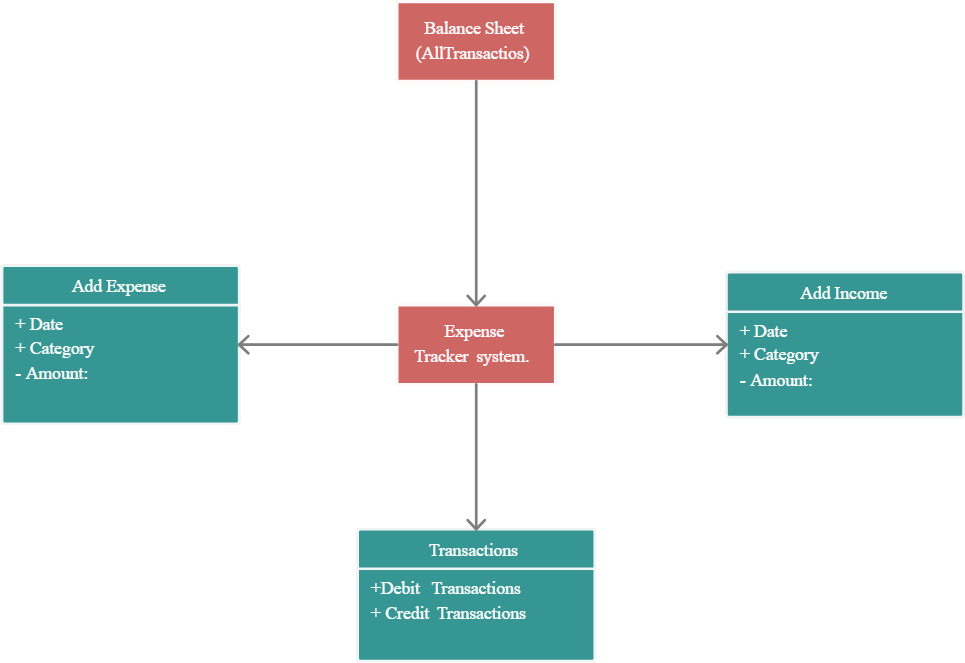 Balance Sheet
(AllTransactios)
Add Expense
+ Date
+ Category
- Amount:
Expense
Tracker system.
Add Income
+ Date
+ Category
- Amount:
Transactions
+Debit Transactions
+ Credit Transactions